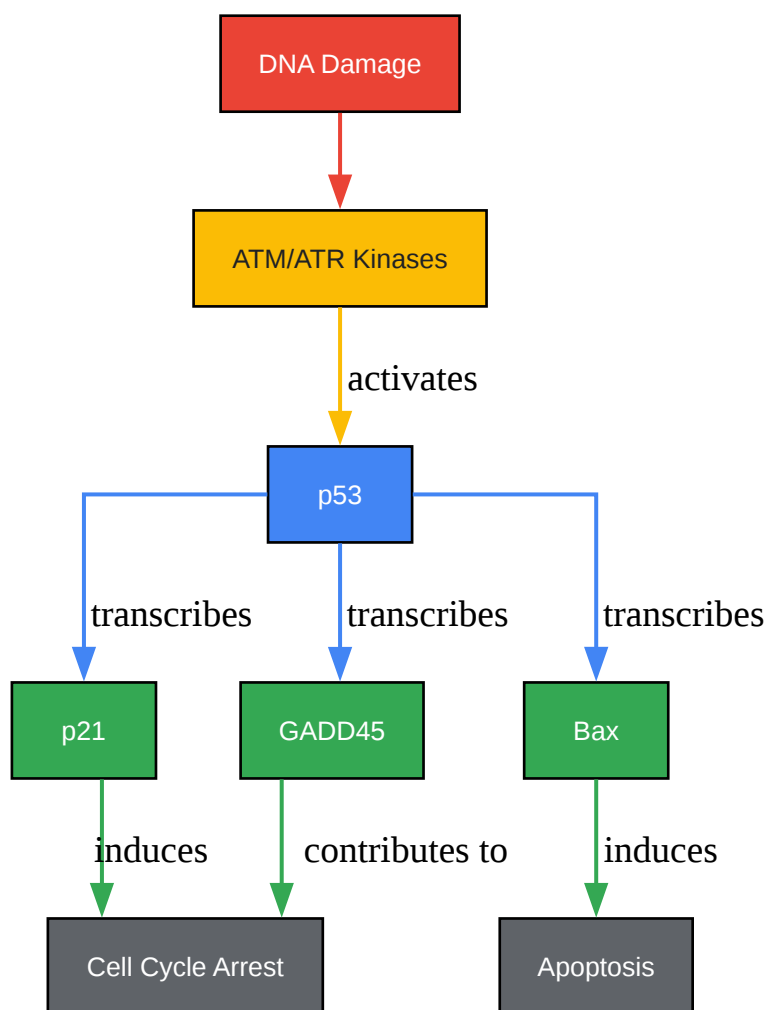 DNA Damage
ATM/ATR Kinases
activates
p53
transcribes transcribes transcribes
p21 GADD45 Bax
induces contributes to induces
Cell Cycle Arrest Apoptosis